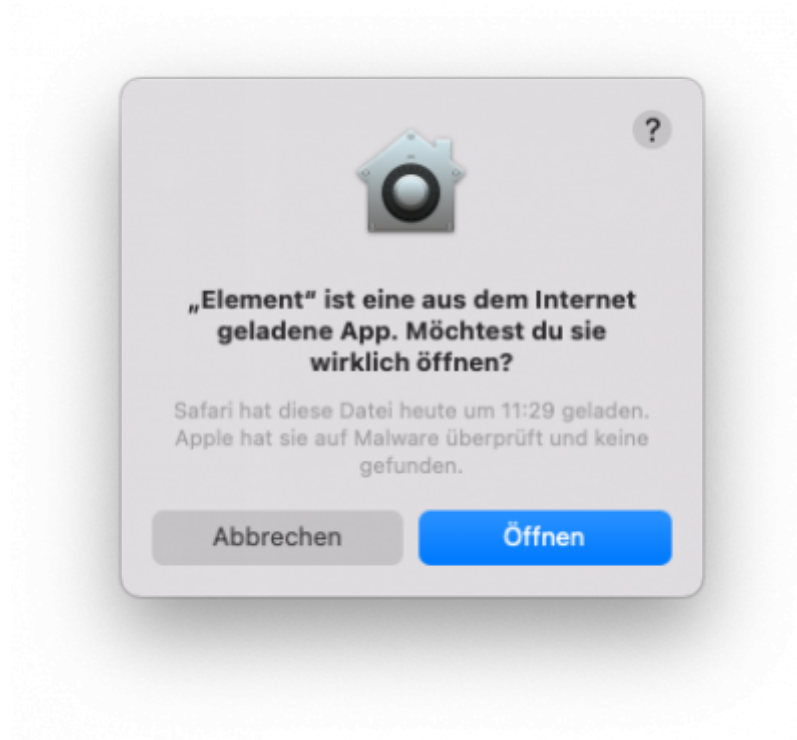 ?
„Element“ ist eine aus dem Internet
geladene App. Möchtest du sie
wirklich öffnen?
Safari hat diese Datei heute um 11:29 geladen.
Apple hat sie auf Malware überprüft und keine
gefunden.
Abbrechen
Öffnen